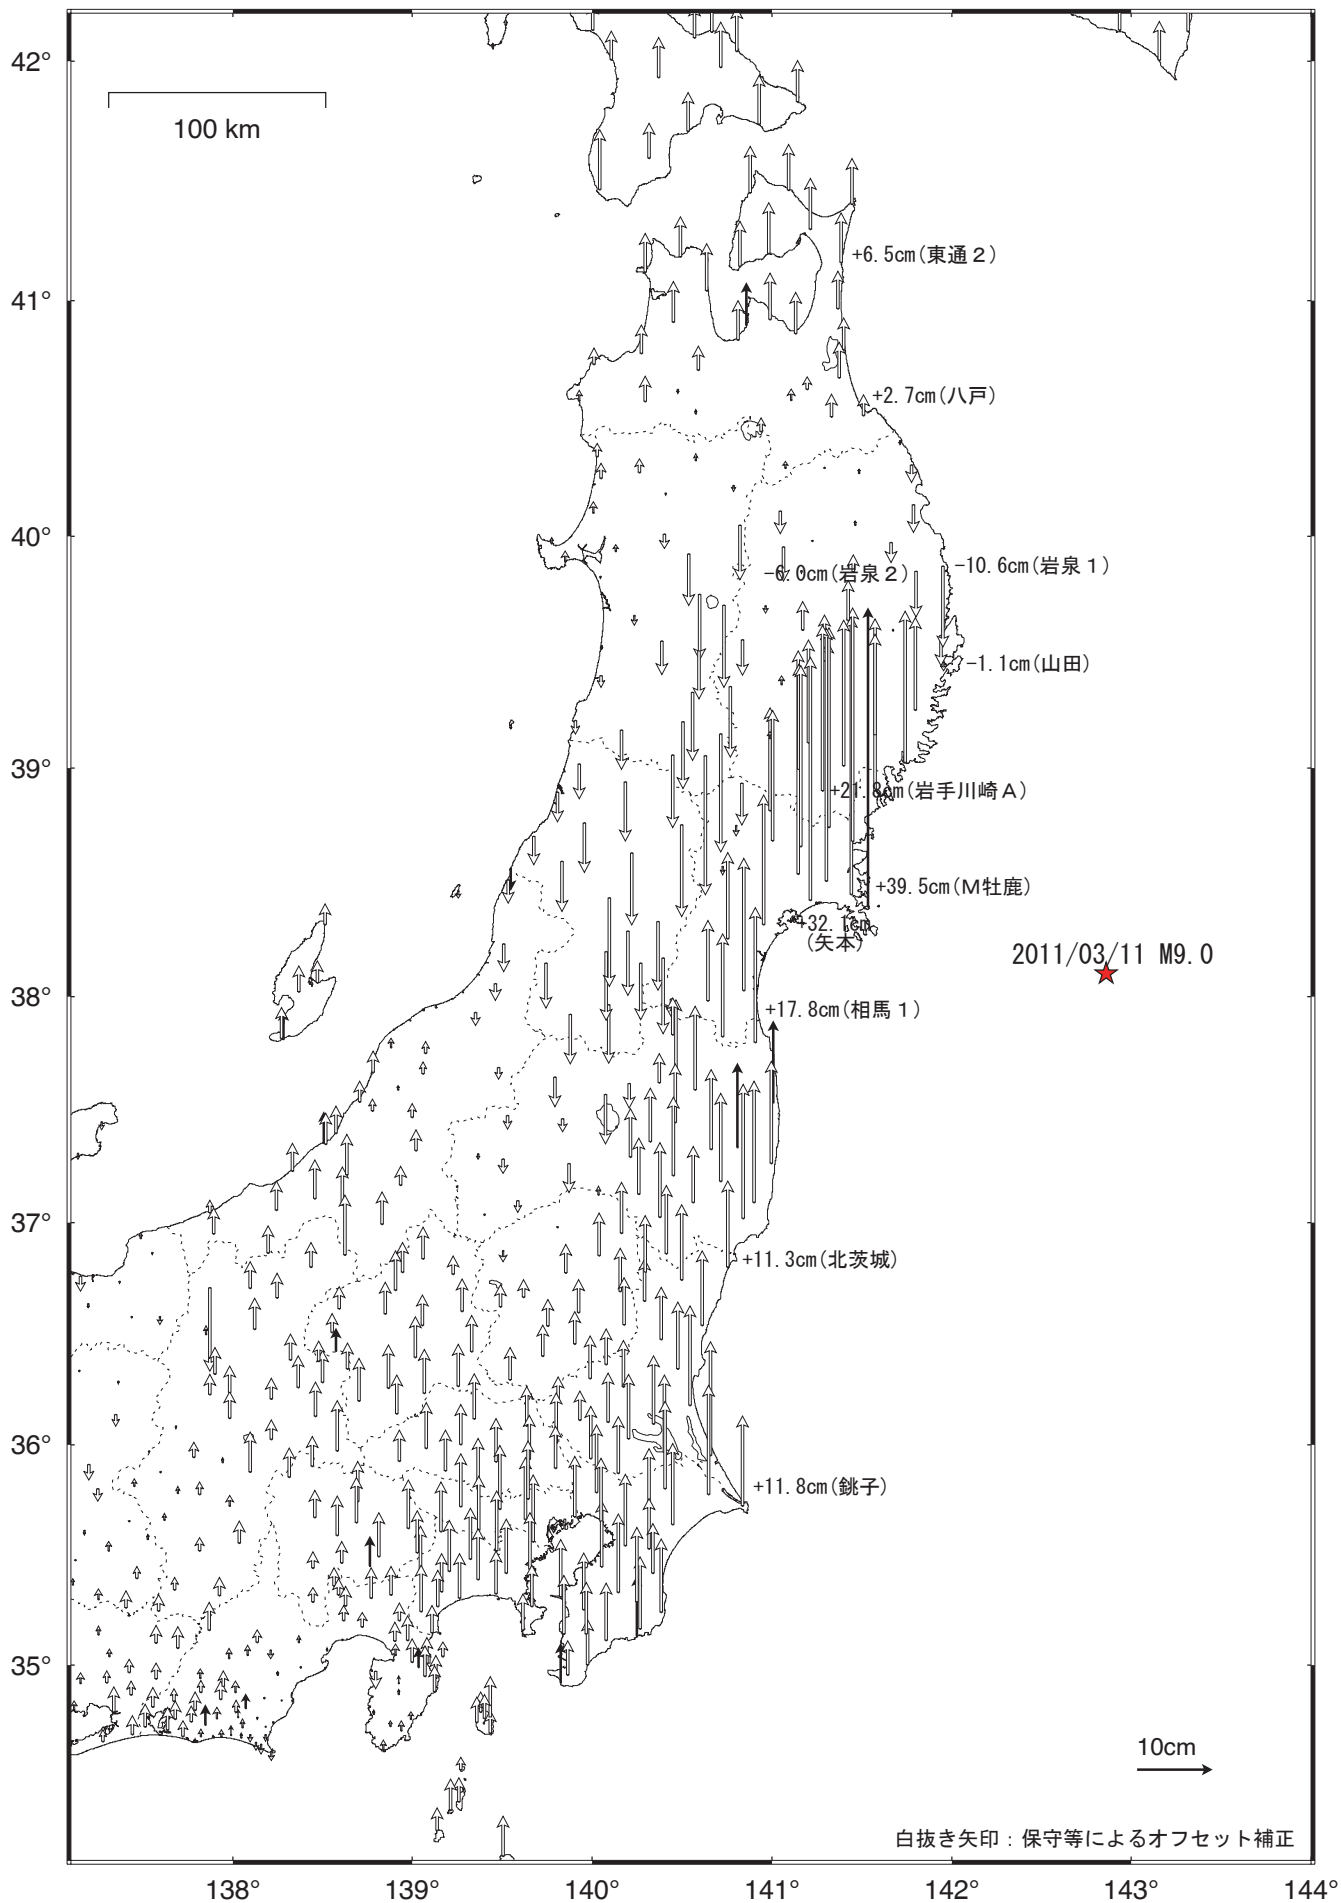 42°
100 km
+6.5cm(東通２)
41°
+2.7cm(八戸)
40°
-10.6cm(岩泉１)
-6.0cm(岩泉２)
-1.1cm(山田)
39°
+21.8cm(岩手川崎Ａ)
+39.5cm(Ｍ牡鹿)
+32.1cm
(矢本)
2011/03/11 M9.0
38°
+17.8cm(相馬１)
37°
+11.3cm(北茨城)
36°
+11.8cm(銚子)
35°
10cm
白抜き矢印：保守等によるオフセット補正
138° 139° 140° 141° 142° 143° 144°